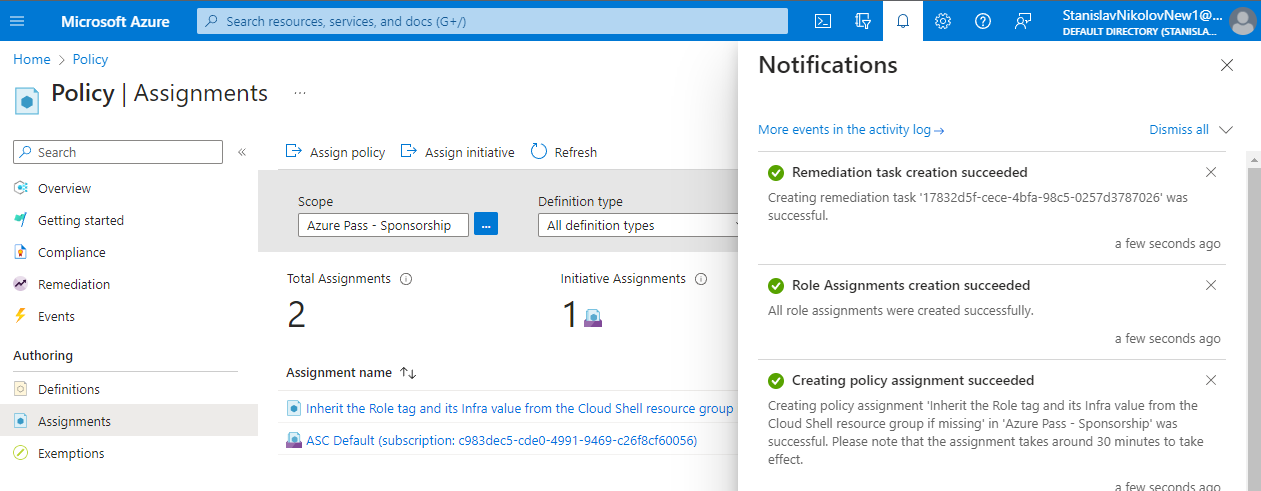 Microsoft Azure
Search resources, services, and docs (G+/)
StanislavNikolovNew1@...
DEFAULT DIRECTORY (STANISLA...
Home > Policy
Policy | Assignments ...
Search
«
Overview
Getting started
Compliance
Remediation
Events
Authoring
Definitions
Assignments
Exemptions
Assign policy Assign initiative Refresh
Scope Definition type
Azure Pass - Sponsorship ... All definition types
Total Assignments Initiative Assignments
2 1
Assignment name ↑↓
Inherit the Role tag and its Infra value from the Cloud Shell resource group
ASC Default (subscription: c983dec5-cde0-4991-9469-c26f8cf60056)
Notifications
More events in the activity log → Dismiss all
Remediation task creation succeeded
Creating remediation task '17832d5f-cece-4bfa-98c5-0257d3787026' was
successful.
a few seconds ago
Role Assignments creation succeeded
All role assignments were created successfully.
a few seconds ago
Creating policy assignment succeeded
Creating policy assignment 'Inherit the Role tag and its Infra value from the
Cloud Shell resource group if missing' in 'Azure Pass - Sponsorship' was
successful. Please note that the assignment takes around 30 minutes to take
effect.
a few seconds ago